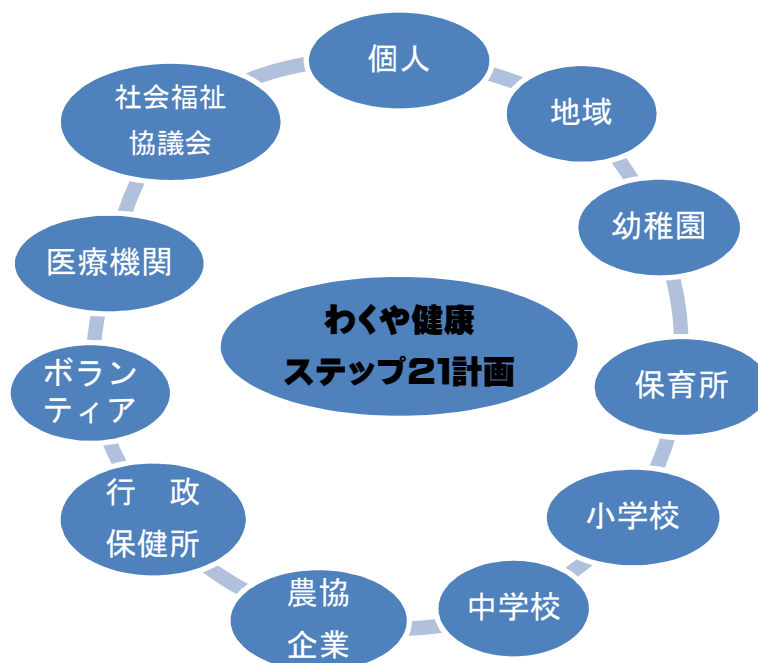 個人
地域
幼稚園
保育所
小学校
中学校
農協
企業
行　政
保健所
ボラン
ティア
医療機関
社会福祉
協議会
わくや健康
ステップ21計画